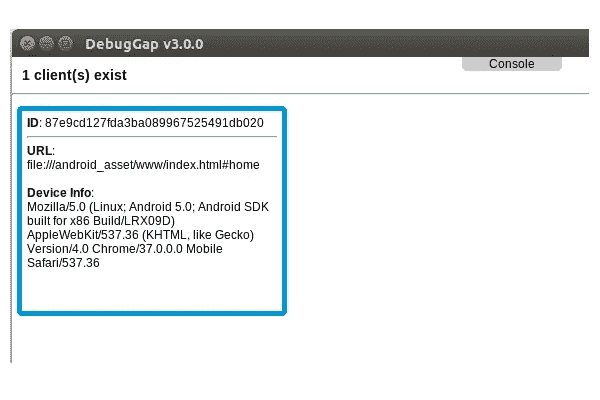 DebugGap v3.0.0
Console
1 client(s) exist
ID: 87e9cd127fda3ba089967525491db020
URL:
file:///android_asset/www/index.html#home
Device Info:
Mozilla/5.0 (Linux; Android 5.0; Android SDK
built for x86 Build/LRX09D)
AppleWebKit/537.36 (KHTML, like Gecko)
Version/4.0 Chrome/37.0.0.0 Mobile
Safari/537.36